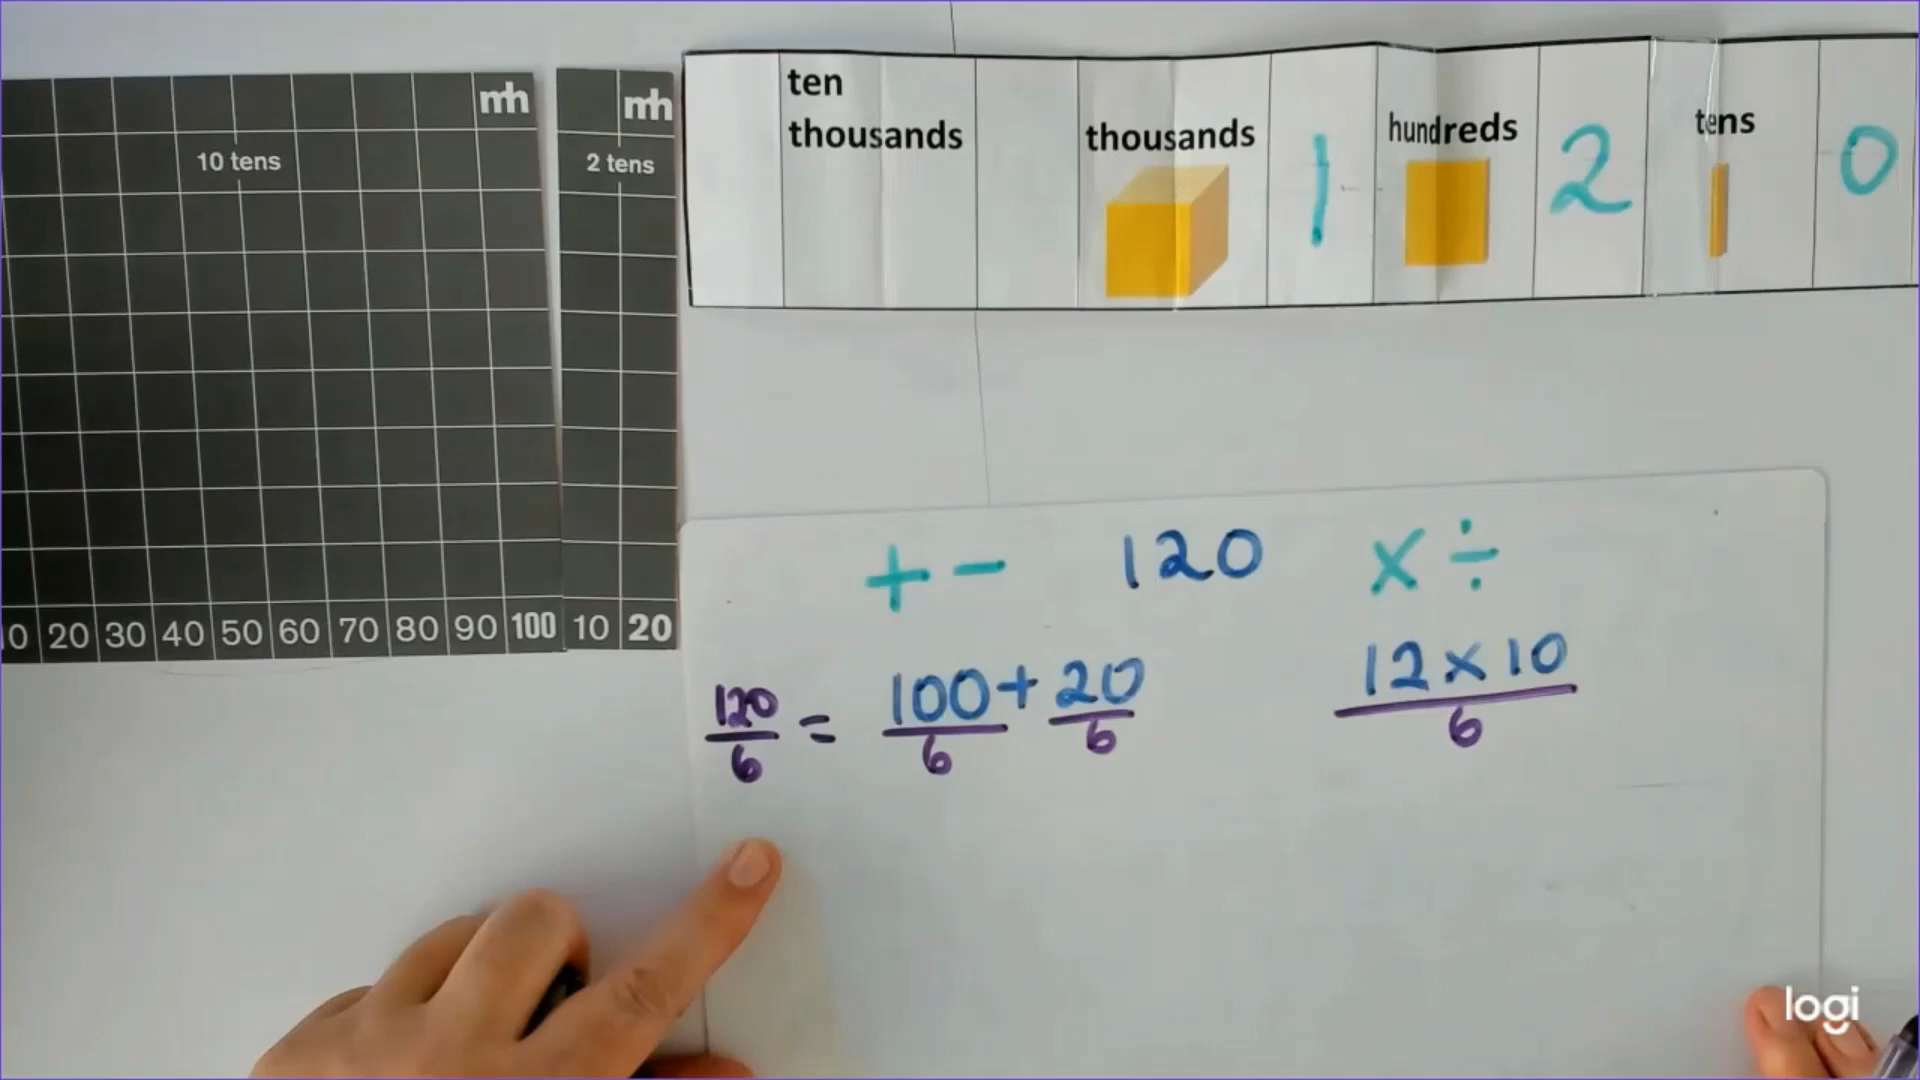 mh
10 tens
0 20 30 40 50 60 70 80 90 100
mh
2 tens
10 20
ten
thousands
thousands
1
hundreds
2
tens
0
+ - 120 × ÷
120/6 = 100/6 + 20/6
12 × 10/6
logi